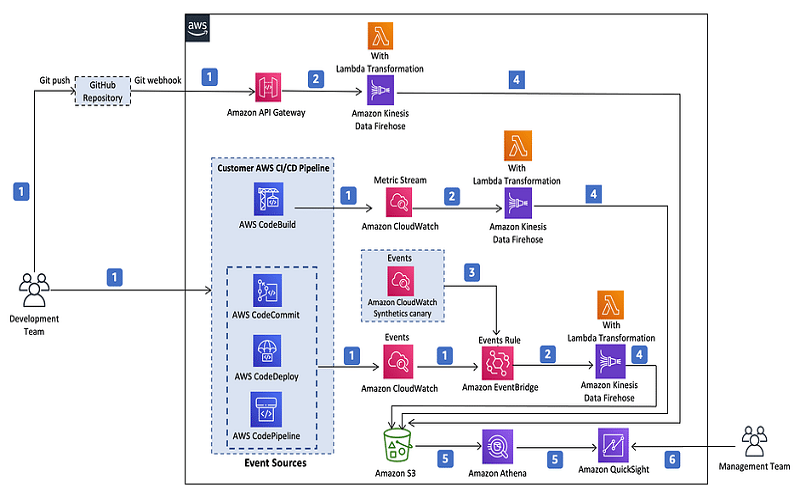 aws
With
Lambda Transformation
Git push
GitHub
Repository
Git webhook
1
2
4
Amazon API Gateway
Amazon Kinesis
Data Firehose
Customer AWS CI/CD Pipeline
With
Lambda Transformation
Metric Stream
1
2
4
1
AWS CodeBuild
Amazon CloudWatch
Amazon Kinesis
Data Firehose
Events
3
1
Amazon CloudWatch
Synthetics canary
AWS CodeCommit
Development
Team
With
Lambda Transformation
Events
Events Rule
1
1
2
4
AWS CodeDeploy
Amazon CloudWatch
Amazon EventBridge
Amazon Kinesis
Data Firehose
AWS CodePipeline
Event Sources
5
5
6
Amazon S3
Amazon Athena
Amazon QuickSight
Management Team